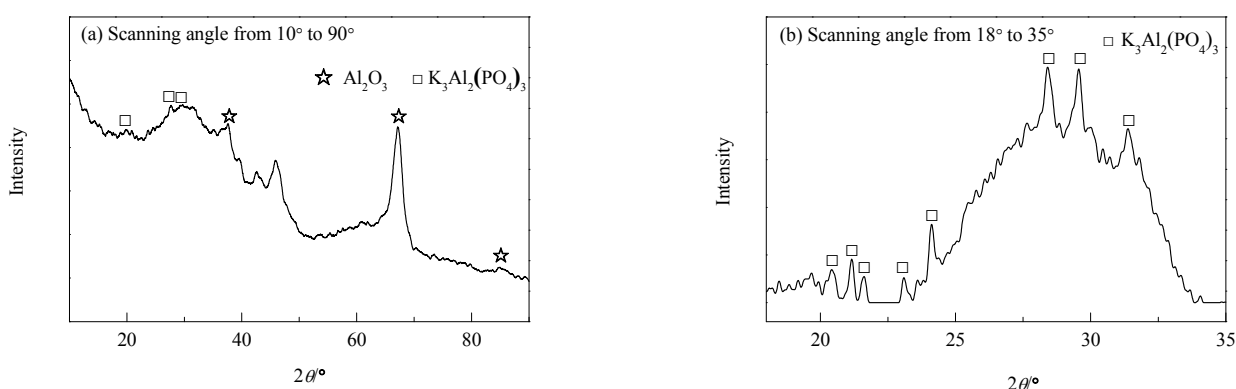 (a) Scanning angle from 10° to 90°
☆ Al₂O₃ □ K₃Al₂(PO₄)₃
Intensity
20 40 60 80
2θ/°
(b) Scanning angle from 18° to 35°
□ K₃Al₂(PO₄)₃
Intensity
20 25 30 35
2θ/°